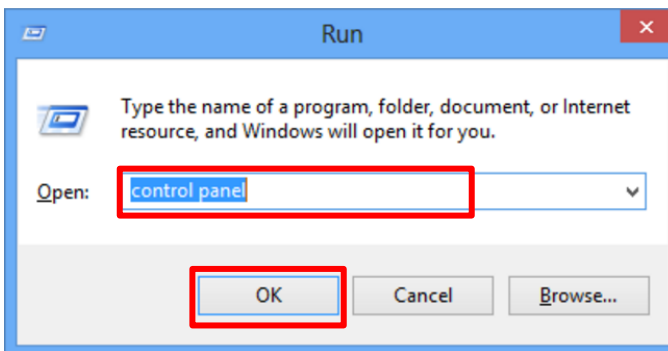 Run
Type the name of a program, folder, document, or Internet
resource, and Windows will open it for you.
Open: control panel
OK Cancel Browse...